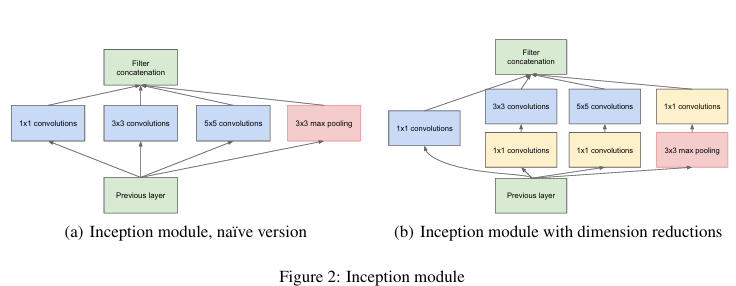 Filter
concatenation
1x1 convolutions
3x3 convolutions
5x5 convolutions
3x3 max pooling
Previous layer
(a) Inception module, naïve version
Filter
concatenation
3x3 convolutions
5x5 convolutions
1x1 convolutions
1x1 convolutions
1x1 convolutions
1x1 convolutions
3x3 max pooling
Previous layer
(b) Inception module with dimension reductions
Figure 2: Inception module